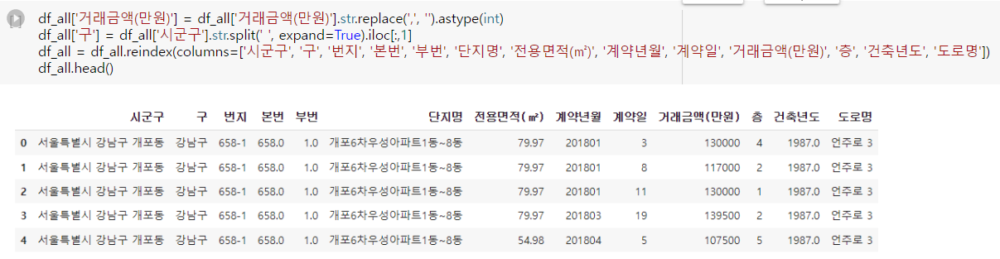 df_all['거래금액(만원)'] = df_all['거래금액(만원)'].str.replace(',', '').astype(int)
df_all['구'] = df_all['시군구'].str.split(' ', expand=True).iloc[:,1]
df_all = df_all.reindex(columns=['시군구', '구', '번지', '본번', '부번', '단지명', '전용면적(㎡)', '계약년월', '계약일', '거래금액(만원)', '층', '건축년도', '도로명'])
df_all.head()
시군구 구 번지 본번 부번 단지명 전용면적(㎡) 계약년월 계약일 거래금액(만원) 층 건축년도 도로명
0 서울특별시 강남구 개포동 강남구 658-1 658.0 1.0 개포6차우성아파트1동~8동 79.97 201801 3 130000 4 1987.0 언주로 3
1 서울특별시 강남구 개포동 강남구 658-1 658.0 1.0 개포6차우성아파트1동~8동 79.97 201801 8 117000 2 1987.0 언주로 3
2 서울특별시 강남구 개포동 강남구 658-1 658.0 1.0 개포6차우성아파트1동~8동 79.97 201801 11 130000 1 1987.0 언주로 3
3 서울특별시 강남구 개포동 강남구 658-1 658.0 1.0 개포6차우성아파트1동~8동 79.97 201803 19 139500 2 1987.0 언주로 3
4 서울특별시 강남구 개포동 강남구 658-1 658.0 1.0 개포6차우성아파트1동~8동 54.98 201804 5 107500 5 1987.0 언주로 3